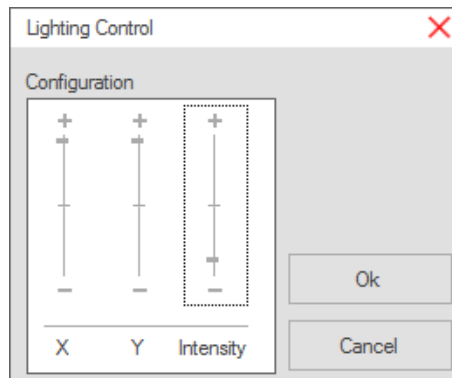 Lighting Control
Configuration
+ + +
− − −
X Y Intensity
Ok
Cancel